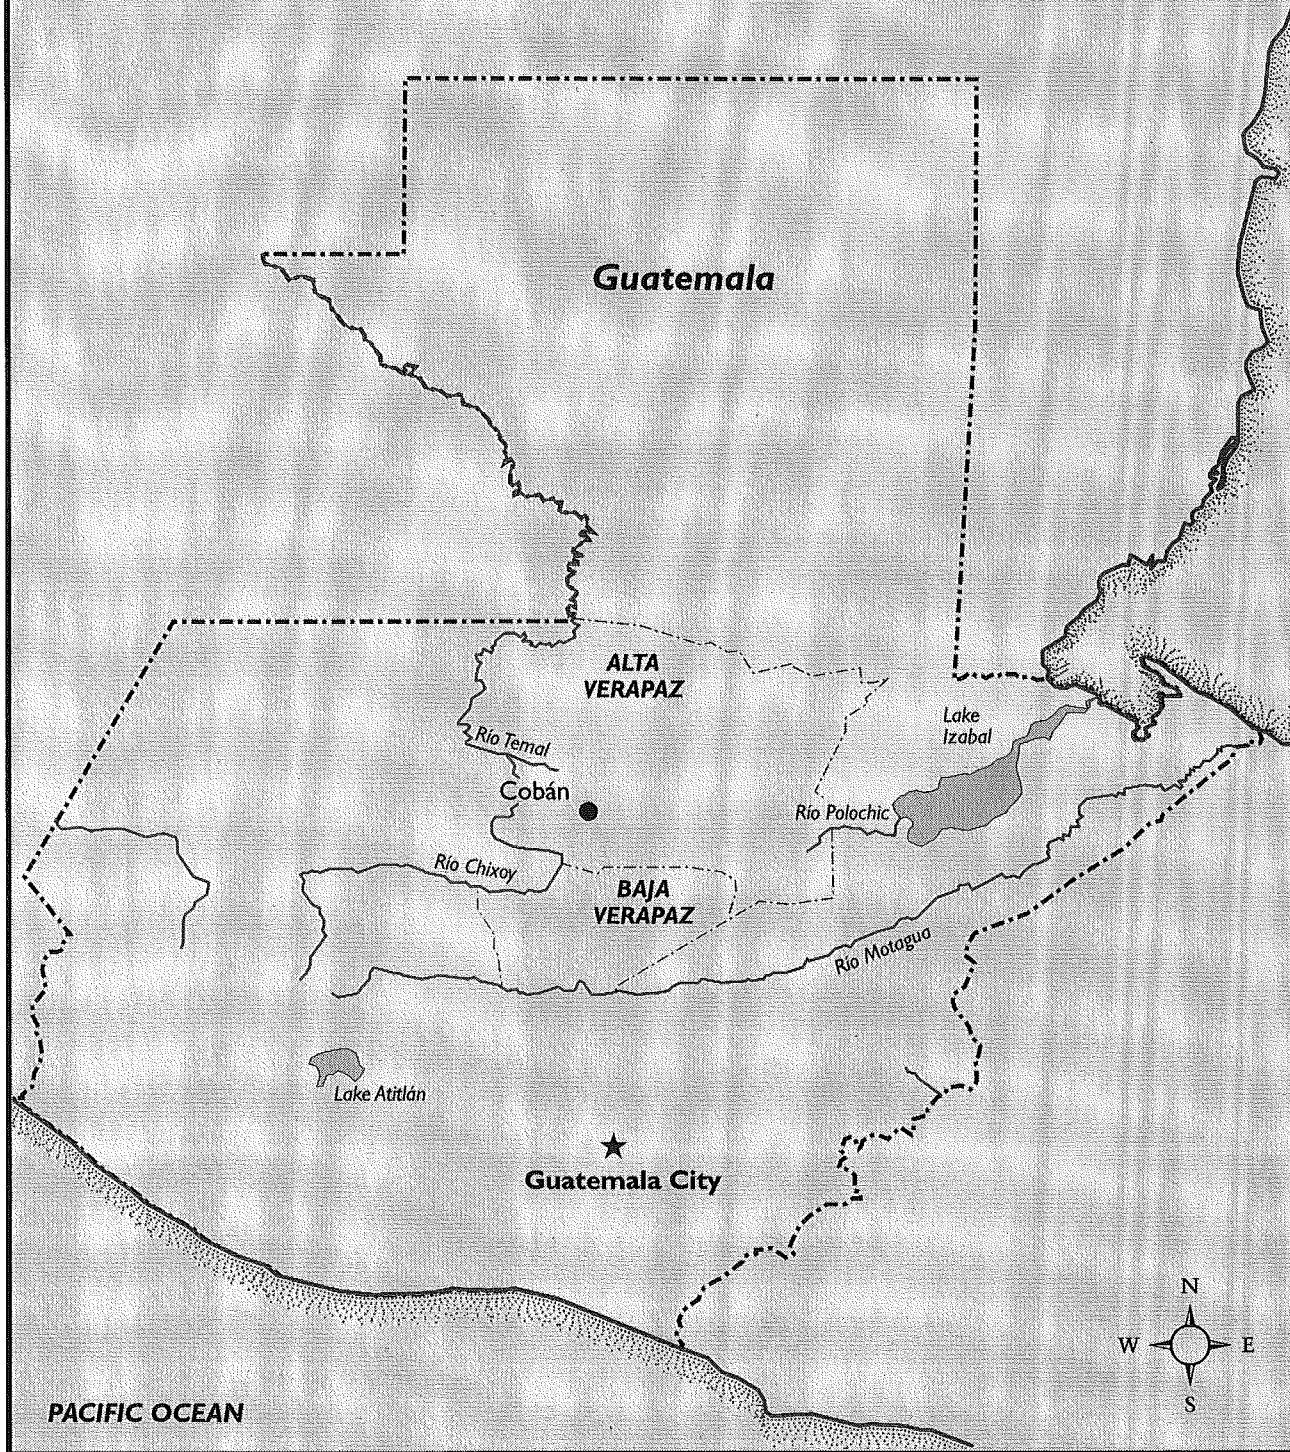 Guatemala
ALTA
VERAPAZ
Lake
Izabal
Río Temal
Cobán
Río Polochic
Río Chixoy
BAJA
VERAPAZ
Río Motagua
Lake Atitlán
Guatemala City
N
W
E
S
PACIFIC OCEAN